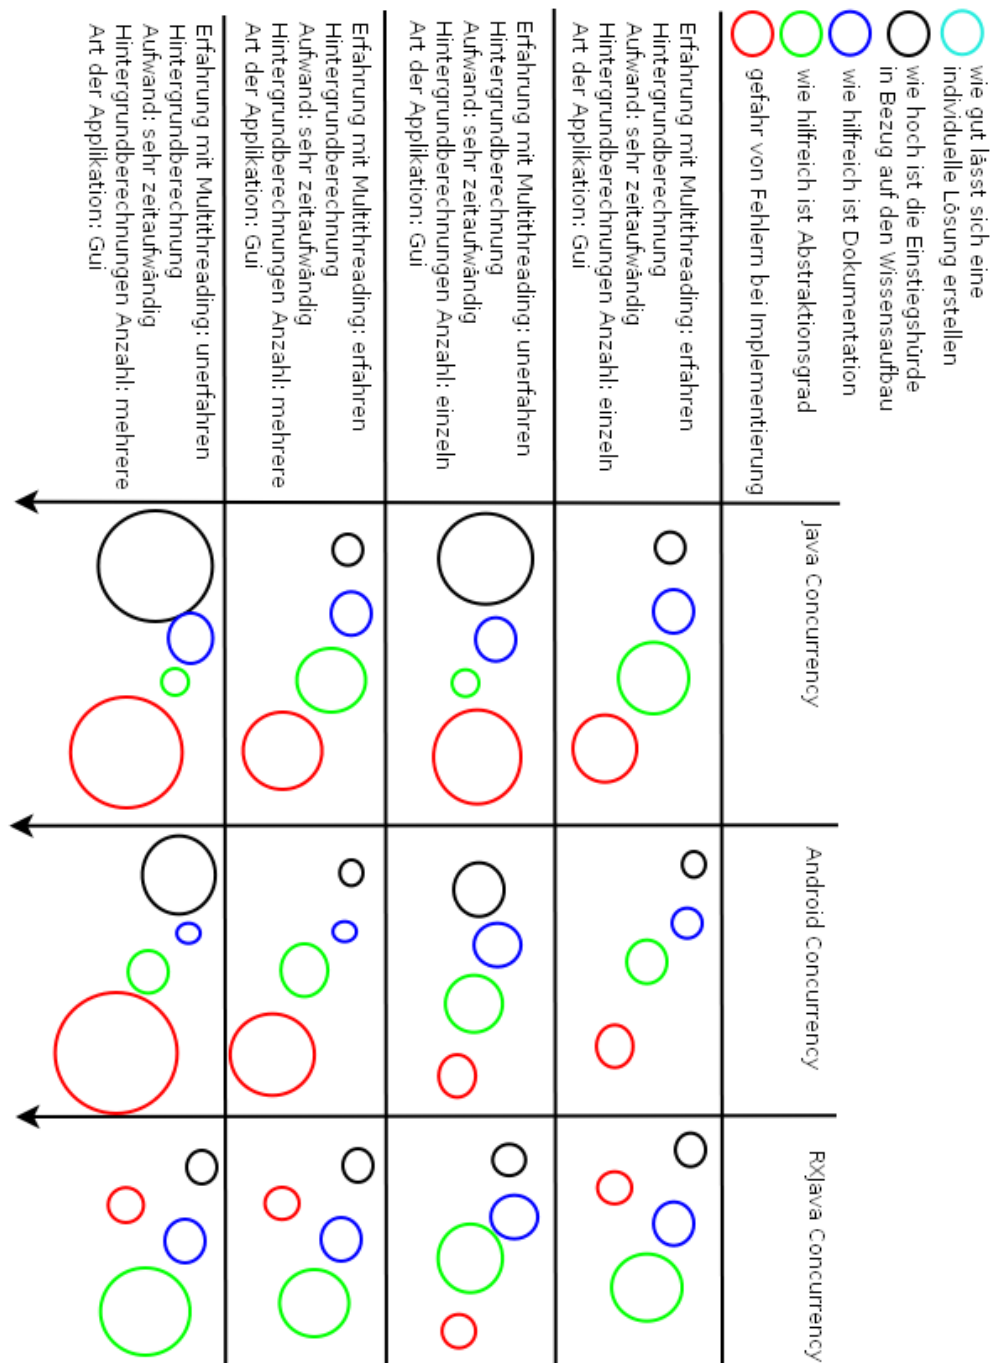 wie gut lässt sich eine
individuelle Lösung erstellen
wie hoch ist die Einstiegshürde
in Bezug auf den Wissensaufbau
wie hilfreich ist Dokumentation
wie hilfreich ist Abstraktionsgrad
gefahr von Fehlern bei Implementierung
Java Concurrency
Android Concurrency
RXJava Concurrency
Erfahrung mit Multithreading: erfahren
Hintergrundberechnung
Aufwand: sehr zeitaufwändig
Hintergrundberechnungen Anzahl: einzeln
Art der Applikation: Gui
Erfahrung mit Multithreading: unerfahren
Hintergrundberechnung
Aufwand: sehr zeitaufwändig
Hintergrundberechnungen Anzahl: einzeln
Art der Applikation: Gui
Erfahrung mit Multithreading: erfahren
Hintergrundberechnung
Aufwand: sehr zeitaufwändig
Hintergrundberechnungen Anzahl: mehrere
Art der Applikation: Gui
Erfahrung mit Multithreading: unerfahren
Hintergrundberechnung
Aufwand: sehr zeitaufwändig
Hintergrundberechnungen Anzahl: mehrere
Art der Applikation: Gui